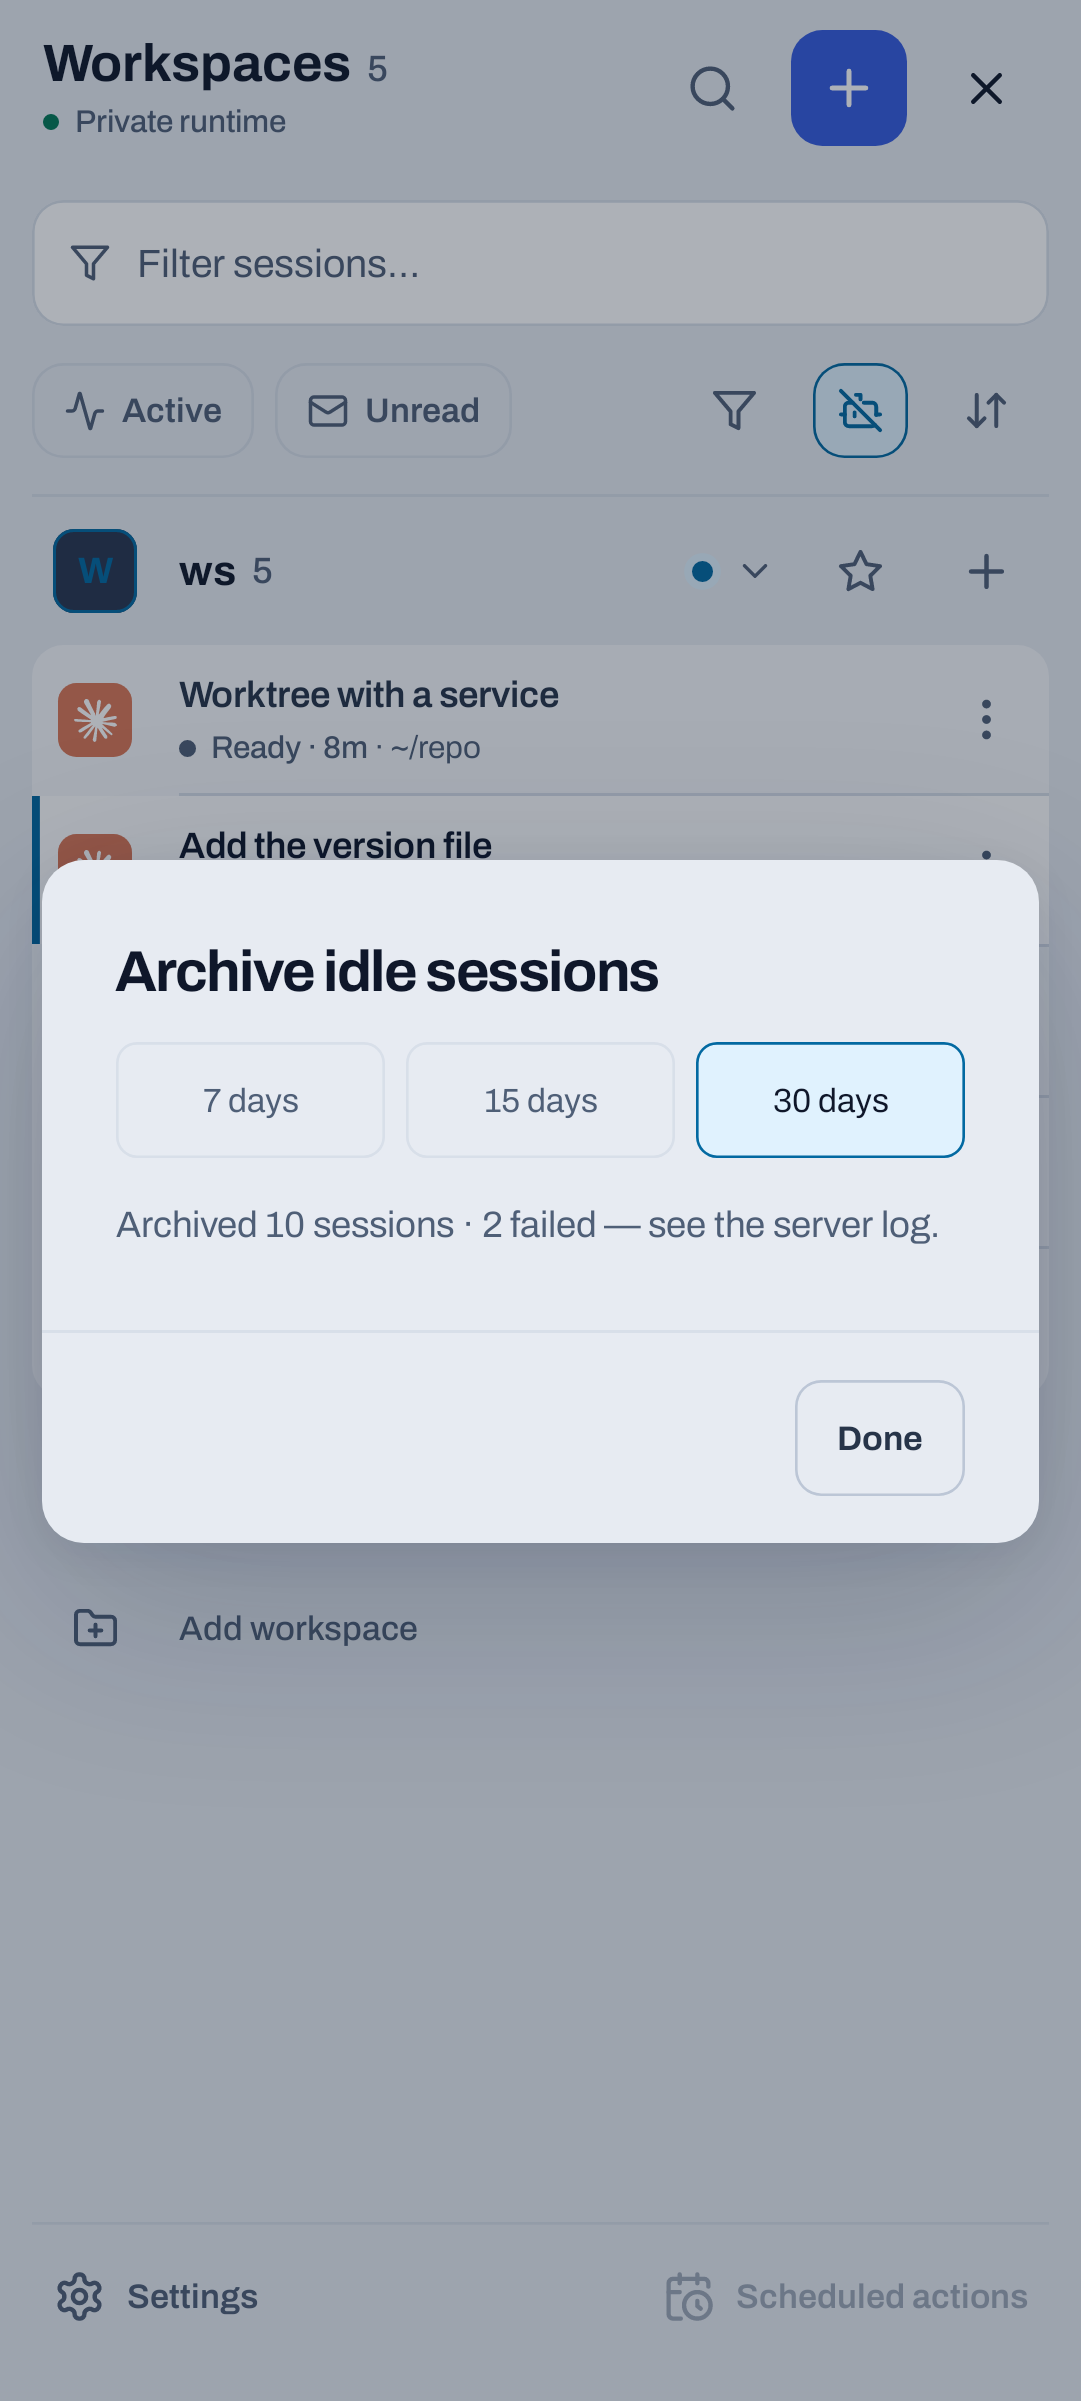 Workspaces 5
Private runtime
Filter sessions...
Active
Unread
W
ws 5
Worktree with a service
Ready · 8m · ~/repo
Add the version file
Archive idle sessions
7 days
15 days
30 days
Archived 10 sessions · 2 failed — see the server log.
Done
Add workspace
Settings
Scheduled actions